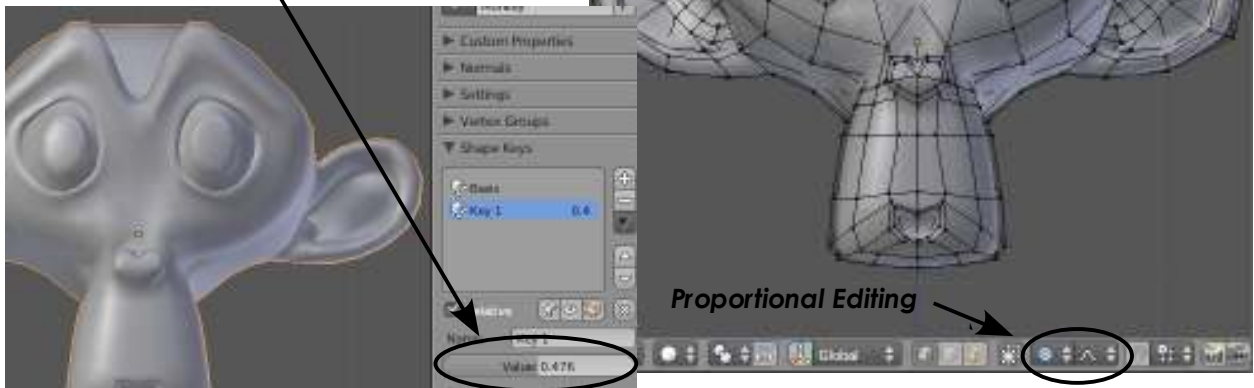 Custom Properties
Normals
Settings
Vertex Groups
Shape Keys
Basis
Key 1 0.4
Relative
Key 1
Value 0.476
Proportional Editing
Global